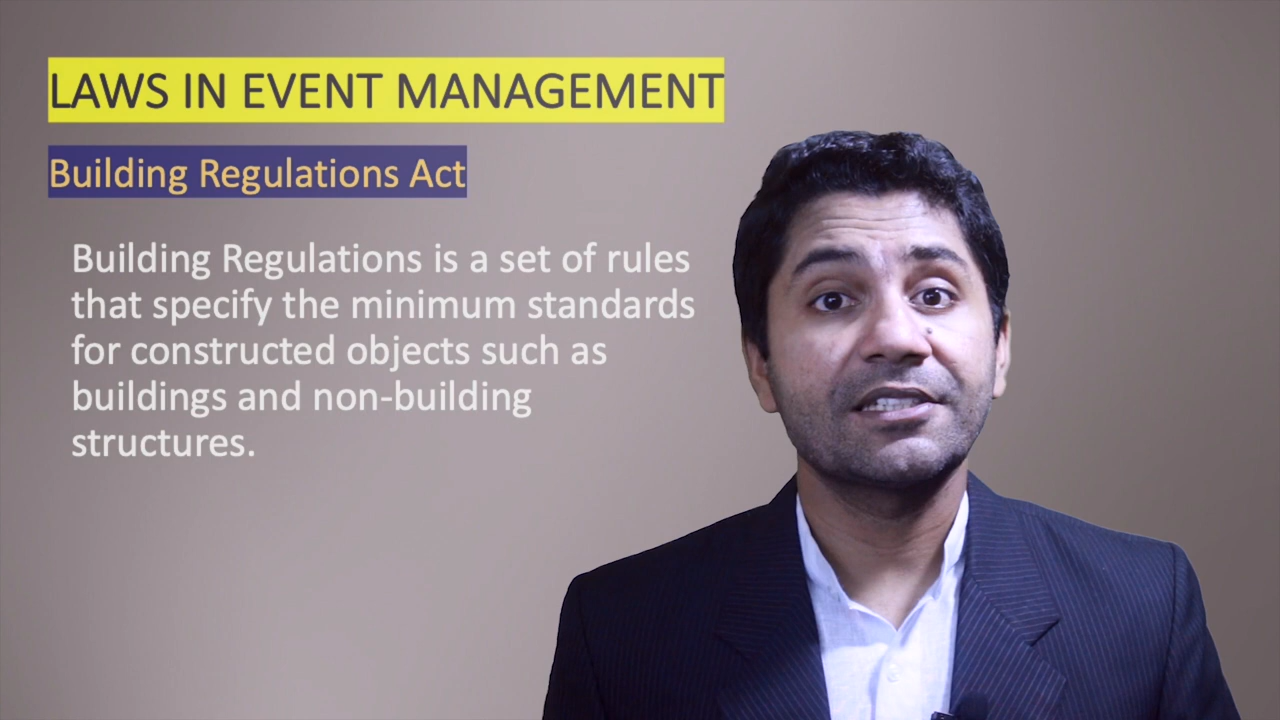 LAWS IN EVENT MANAGEMENT
Building Regulations Act
Building Regulations is a set of rules
that specify the minimum standards
for constructed objects such as
buildings and non-building
structures.